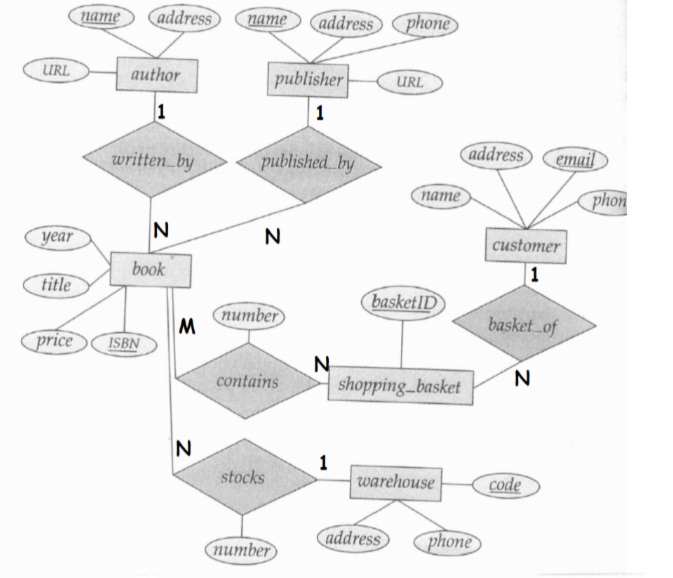 name
address
name
address
phone
URL
author
publisher
URL
1
1
written_by
published_by
address
email
name
phon
N
N
year
customer
book
1
title
basketID
number
basket_of
price
ISBN
M
N
contains
shopping_basket
N
N
1
stocks
warehouse
code
address
phone
number